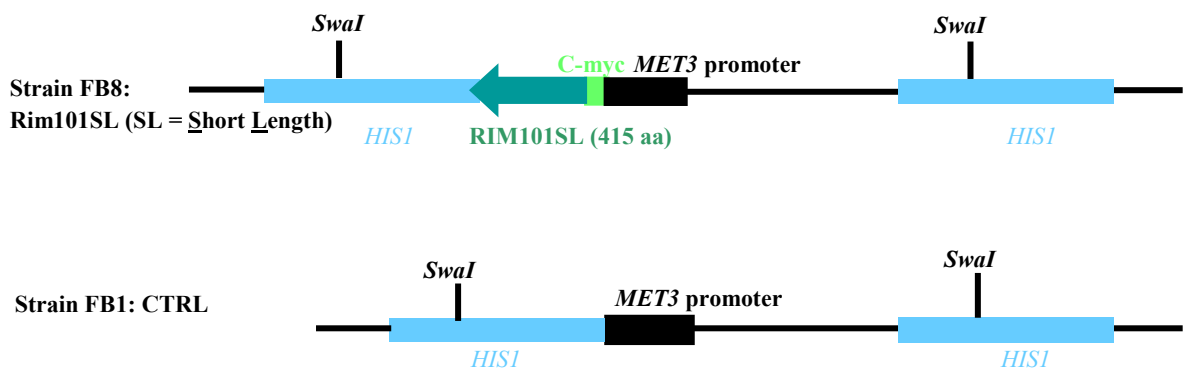 SwaI
SwaI
C-myc MET3 promoter
Strain FB8:
Rim101SL (SL = Short Length)
HIS1
RIM101SL (415 aa)
HIS1
SwaI
SwaI
Strain FB1: CTRL
MET3 promoter
HIS1
HIS1